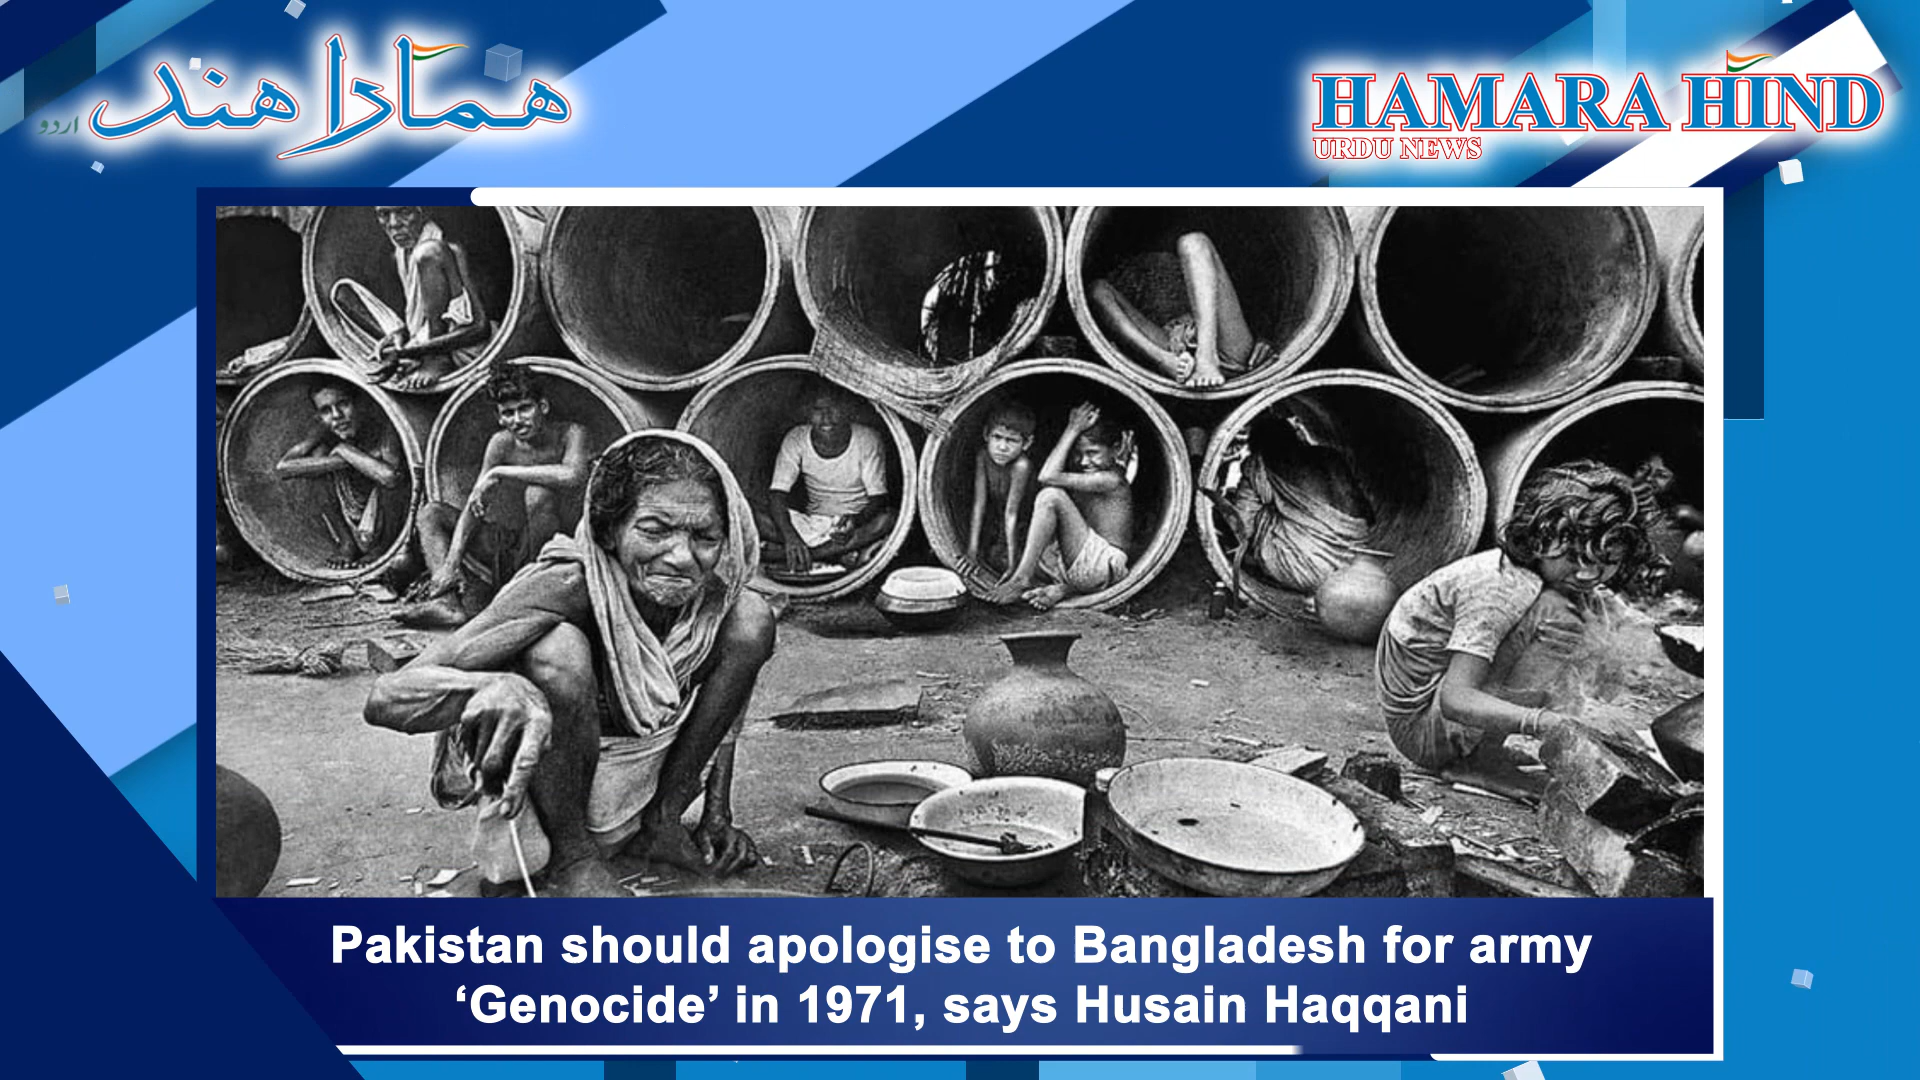 ہمارا ہند
اردو
HAMARA HIND
URDU NEWS
Pakistan should apologise to Bangladesh for army
‘Genocide’ in 1971, says Husain Haqqani